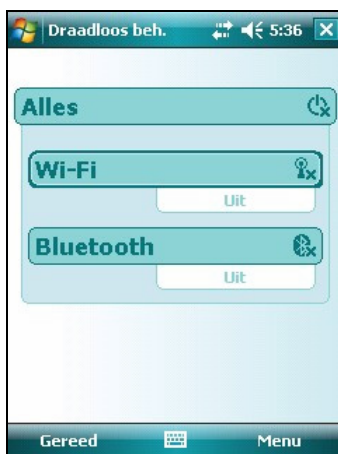 Draadloos beh. 5:36
Alles
Wi-Fi
Uit
Bluetooth
Uit
Gereed Menu